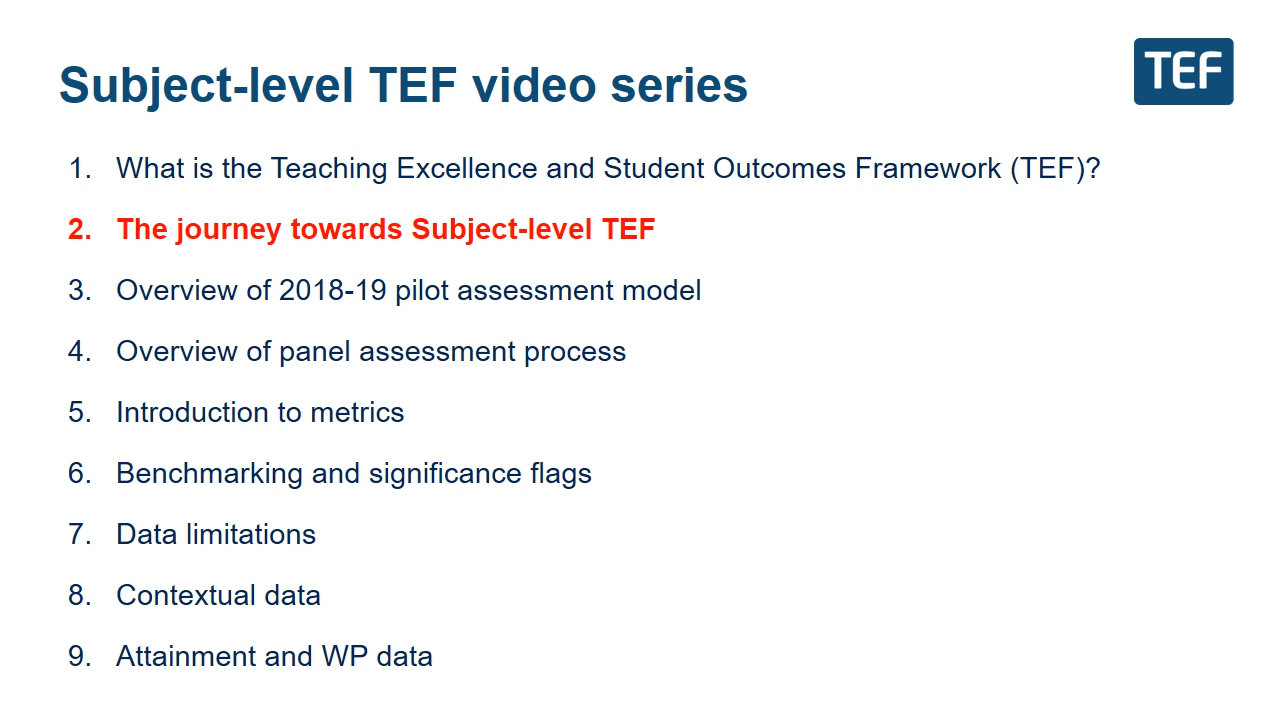 Subject-level TEF video series
TEF
1. What is the Teaching Excellence and Student Outcomes Framework (TEF)?
2. The journey towards Subject-level TEF
3. Overview of 2018-19 pilot assessment model
4. Overview of panel assessment process
5. Introduction to metrics
6. Benchmarking and significance flags
7. Data limitations
8. Contextual data
9. Attainment and WP data